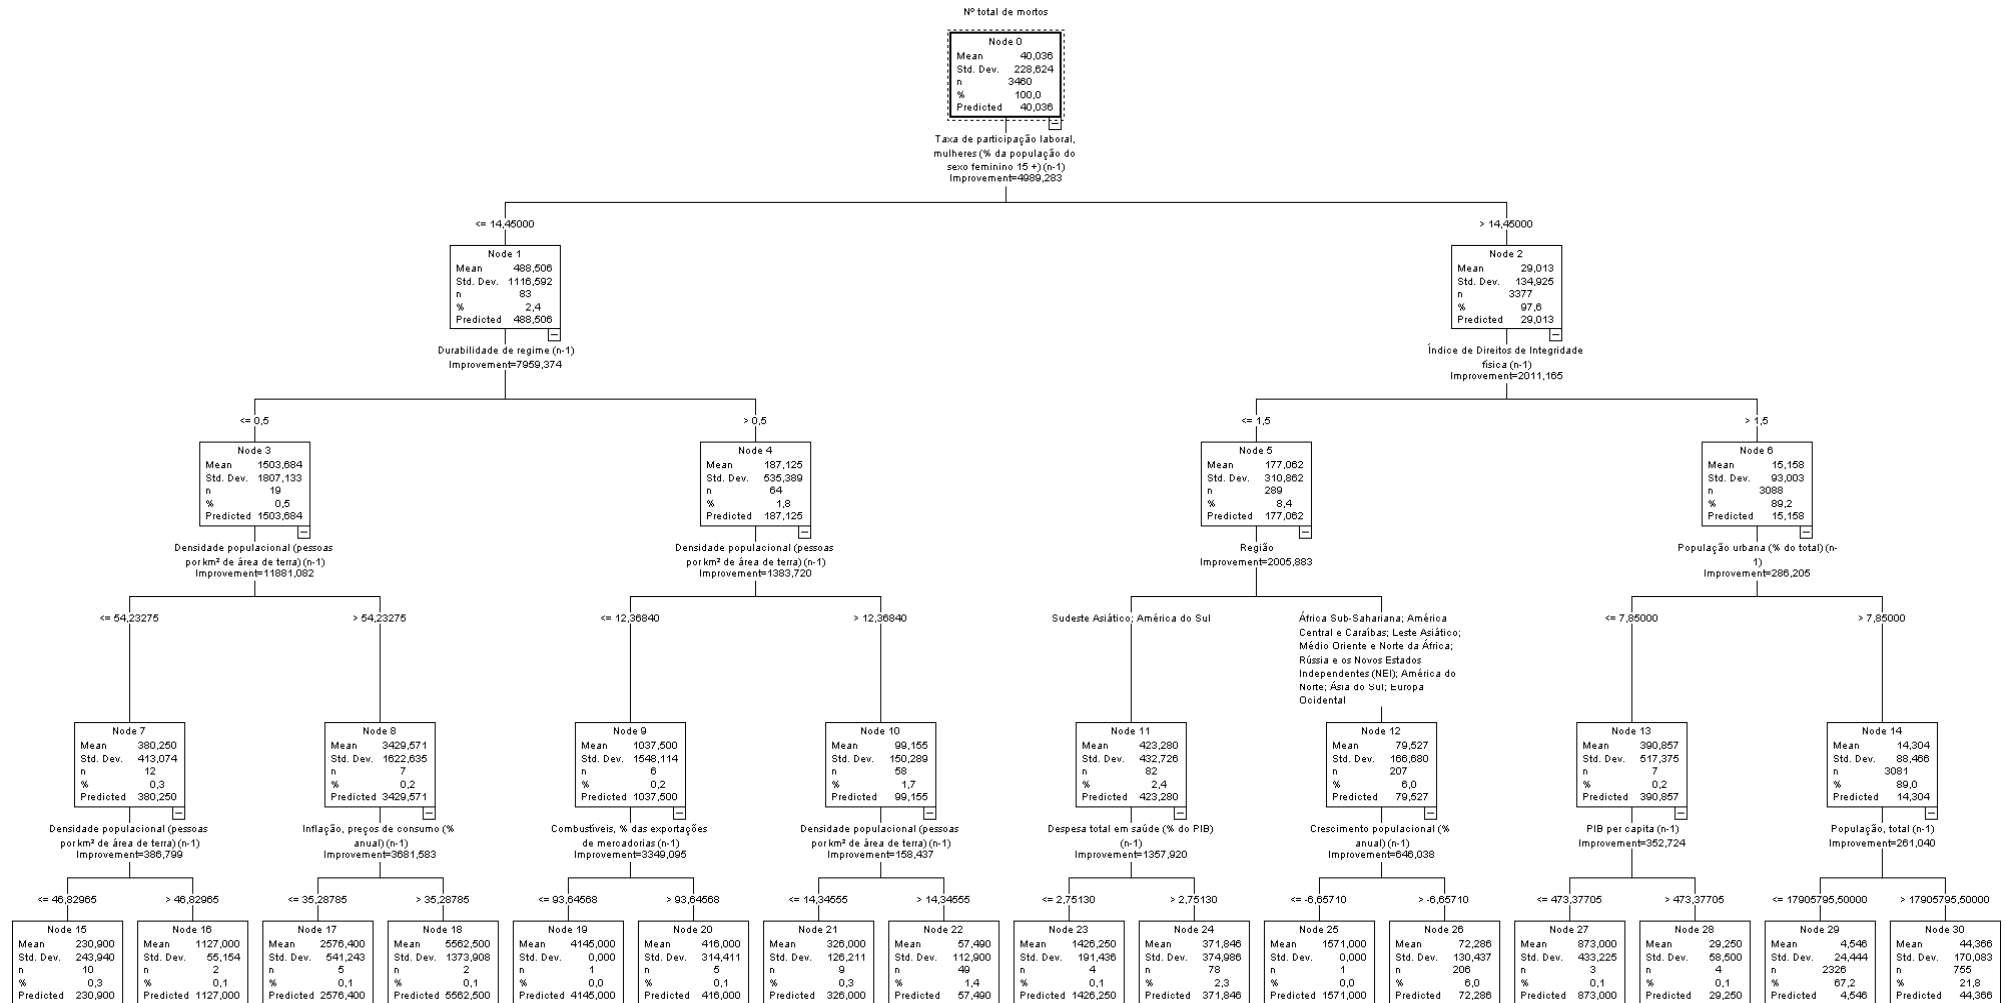 Nº total de mortos
Node 0
Mean 40,036
Std. Dev. 228,624
n 3460
% 100,0
Predicted 40,036
Taxa de participação laboral,
mulheres (% da população do
sexo feminino 15 +) (n-1)
Improvement=4989,283
<= 14,45000
> 14,45000
Node 1
Mean 488,506
Std. Dev. 1116,592
n 83
% 2,4
Predicted 488,506
Durabilidade de regime (n-1)
Improvement=7959,374
Node 2
Mean 29,013
Std. Dev. 134,925
n 3377
% 97,6
Predicted 29,013
Índice de Direitos de Integridade
física (n-1)
Improvement=2011,165
<= 0,5
> 0,5
<= 1,5
> 1,5
Node 3
Mean 1503,684
Std. Dev. 1807,133
n 19
% 0,5
Predicted 1503,684
Densidade populacional (pessoas
por km² de área de terra) (n-1)
Improvement=11881,082
Node 4
Mean 187,125
Std. Dev. 535,389
n 64
% 1,8
Predicted 187,125
Densidade populacional (pessoas
por km² de área de terra) (n-1)
Improvement=1383,720
Node 5
Mean 177,062
Std. Dev. 310,862
n 289
% 8,4
Predicted 177,062
Região
Improvement=2005,883
Node 6
Mean 15,158
Std. Dev. 93,003
n 3088
% 89,2
Predicted 15,158
População urbana (% do total) (n-
1)
Improvement=286,205
<= 54,23275
> 54,23275
<= 12,36840
> 12,36840
Sudeste Asiático; América do Sul
África Sub-Sahariana; América
Central e Caraíbas; Leste Asiático;
Médio Oriente e Norte da África;
Rússia e os Novos Estados
Independentes (NEI); América do
Norte; Ásia do Sul; Europa
Ocidental
<= 7,85000
> 7,85000
Node 7
Mean 380,250
Std. Dev. 413,074
n 12
% 0,3
Predicted 380,250
Densidade populacional (pessoas
por km² de área de terra) (n-1)
Improvement=386,799
Node 8
Mean 3429,571
Std. Dev. 1622,635
n 7
% 0,2
Predicted 3429,571
Inflação, preços de consumo (%
anual) (n-1)
Improvement=3681,583
Node 9
Mean 1037,500
Std. Dev. 1548,114
n 6
% 0,2
Predicted 1037,500
Combustíveis, % das exportações
de mercadorias (n-1)
Improvement=3349,095
Node 10
Mean 99,155
Std. Dev. 150,289
n 58
% 1,7
Predicted 99,155
Densidade populacional (pessoas
por km² de área de terra) (n-1)
Improvement=158,437
Node 11
Mean 423,280
Std. Dev. 432,726
n 82
% 2,4
Predicted 423,280
Despesa total em saúde (% do PIB)
(n-1)
Improvement=1357,920
Node 12
Mean 79,527
Std. Dev. 166,680
n 207
% 6,0
Predicted 79,527
Crescimento populacional (%
anual) (n-1)
Improvement=646,038
Node 13
Mean 390,857
Std. Dev. 517,375
n 7
% 0,2
Predicted 390,857
PIB per capita (n-1)
Improvement=352,724
Node 14
Mean 14,304
Std. Dev. 88,466
n 3081
% 89,0
Predicted 14,304
População, total (n-1)
Improvement=261,040
<= 46,82965
> 46,82965
<= 35,28785
> 35,28785
<= 93,64568
> 93,64568
<= 14,34555
> 14,34555
<= 2,75130
> 2,75130
<= -6,65710
> -6,65710
<= 473,37705
> 473,37705
<= 17905795,50000
> 17905795,50000
Node 15
Mean 230,900
Std. Dev. 243,940
n 10
% 0,3
Predicted 230,900
Node 16
Mean 1127,000
Std. Dev. 55,154
n 2
% 0,1
Predicted 1127,000
Node 17
Mean 2576,400
Std. Dev. 541,243
n 5
% 0,1
Predicted 2576,400
Node 18
Mean 5562,500
Std. Dev. 1373,908
n 2
% 0,1
Predicted 5562,500
Node 19
Mean 4145,000
Std. Dev. 0,000
n 1
% 0,0
Predicted 4145,000
Node 20
Mean 416,000
Std. Dev. 314,411
n 5
% 0,1
Predicted 416,000
Node 21
Mean 326,000
Std. Dev. 126,211
n 9
% 0,3
Predicted 326,000
Node 22
Mean 57,490
Std. Dev. 112,900
n 49
% 1,4
Predicted 57,490
Node 23
Mean 1426,250
Std. Dev. 191,436
n 4
% 0,1
Predicted 1426,250
Node 24
Mean 371,846
Std. Dev. 374,986
n 78
% 2,3
Predicted 371,846
Node 25
Mean 1571,000
Std. Dev. 0,000
n 1
% 0,0
Predicted 1571,000
Node 26
Mean 72,286
Std. Dev. 130,437
n 206
% 6,0
Predicted 72,286
Node 27
Mean 873,000
Std. Dev. 433,225
n 3
% 0,1
Predicted 873,000
Node 28
Mean 29,250
Std. Dev. 58,500
n 4
% 0,1
Predicted 29,250
Node 29
Mean 4,546
Std. Dev. 24,444
n 2326
% 67,2
Predicted 4,546
Node 30
Mean 44,366
Std. Dev. 170,083
n 755
% 21,8
Predicted 44,366